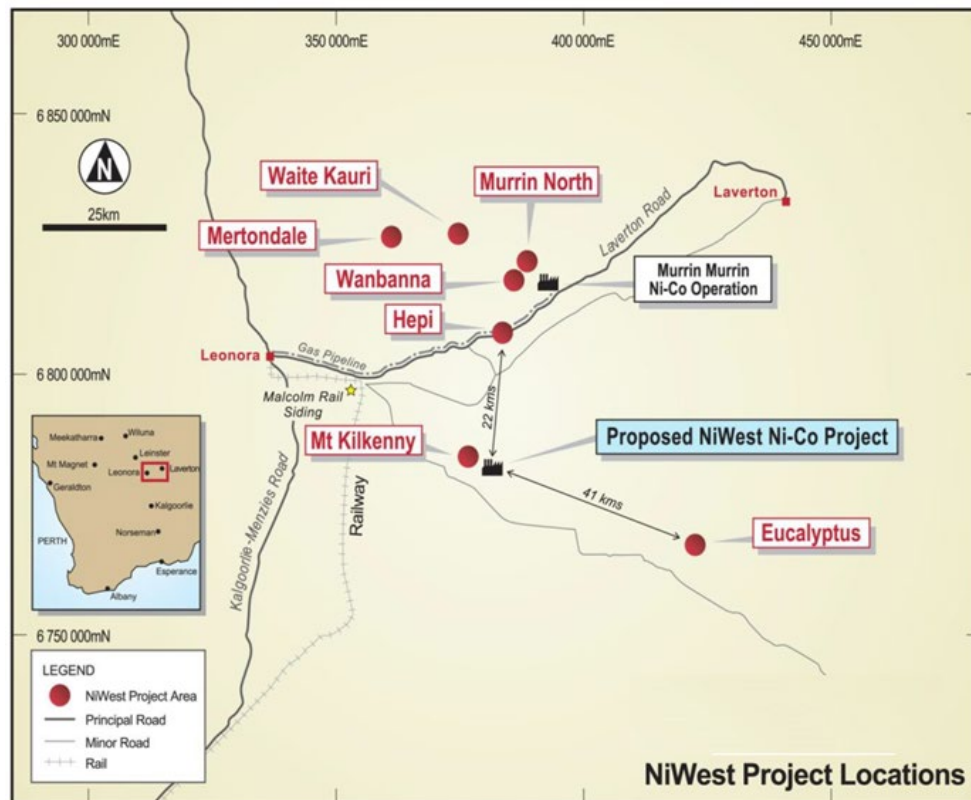 300 000mE
350 000mE
400 000mE
450 000mE
6 850 000mN
N
25km
Waite Kauri
Murrin North
Laverton
Mertondale
Laverton Road
Wanbanna
Murrin Murrin
Ni-Co Operation
Hepi
Gas Pipeline
Leonora
6 800 000mN
Malcolm Rail
Siding
22 kms
Mt Kilkenny
Proposed NiWest Ni-Co Project
41 kms
Eucalyptus
Kalgoorlie-Menzies Road
Railway
Meekatharra
Wiluna
Leinster
Mt Magnet
Leonora
Laverton
Geraldton
Kalgoorlie
Norseman
PERTH
Esperance
Albany
6 750 000mN
LEGEND
NiWest Project Area
Principal Road
Minor Road
Rail
NiWest Project Locations